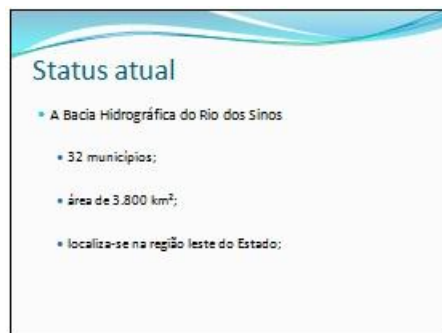 Status atual
• A Bacia Hidrográfica do Rio dos Sinos
• 32 municípios;
• área de 3.800 km²;
• localiza-se na região leste do Estado;